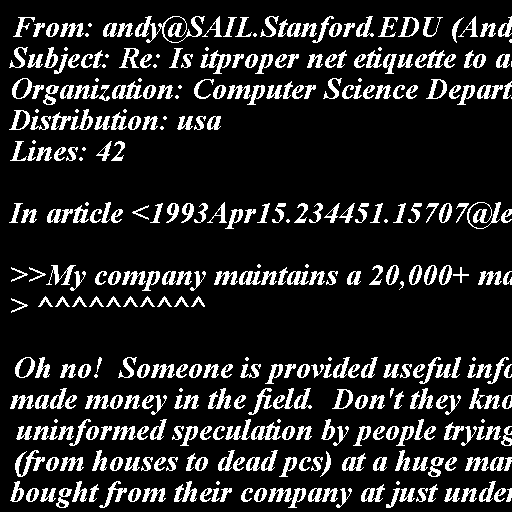 From: andy@SAIL.Stanford.EDU (Andy
Subject: Re: Is itproper net etiquette to a
Organization: Computer Science Depart
Distribution: usa
Lines: 42

In article <1993Apr15.234451.15707@le

>>My company maintains a 20,000+ ma
> ^^^^^^^^^^

Oh no!  Someone is provided useful info
made money in the field.  Don't they kno
uninformed speculation by people trying
(from houses to dead pcs) at a huge mar
bought from their company at just under